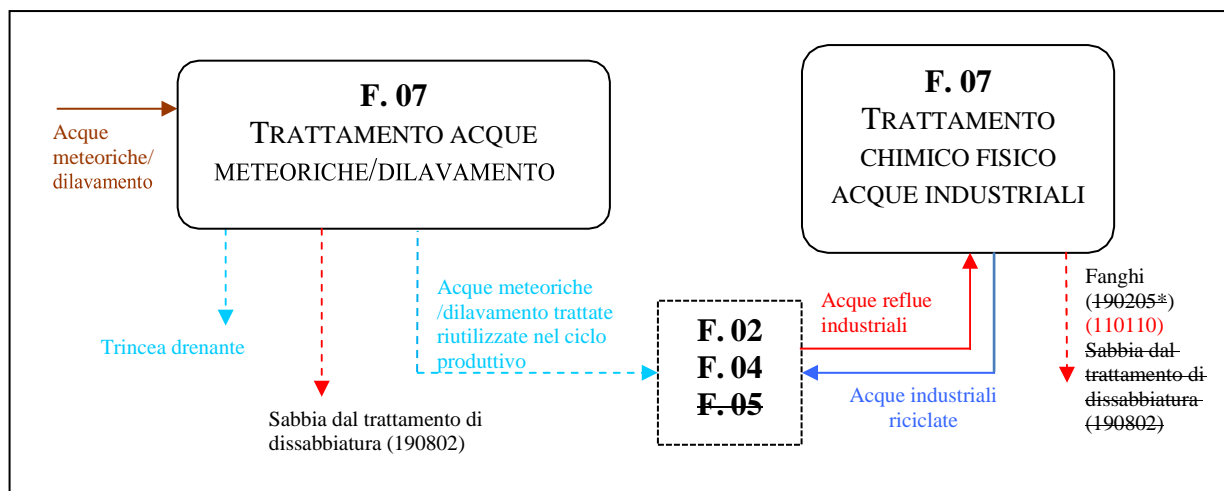 F. 07
TRATTAMENTO ACQUE
METEORICHE/DILAVAMENTO
Acque
meteoriche/
dilavamento
Trincea drenante
Sabbia dal trattamento di
dissabbiatura (190802)
Acque meteoriche
/dilavamento trattate
riutilizzate nel ciclo
produttivo
F. 02
F. 04
F. 05
F. 07
TRATTAMENTO
CHIMICO FISICO
ACQUE INDUSTRIALI
Acque reflue
industriali
Acque industriali
riciclate
Fanghi
(190205*)
(110110)
Sabbia dal
trattamento di
dissabbiatura
(190802)